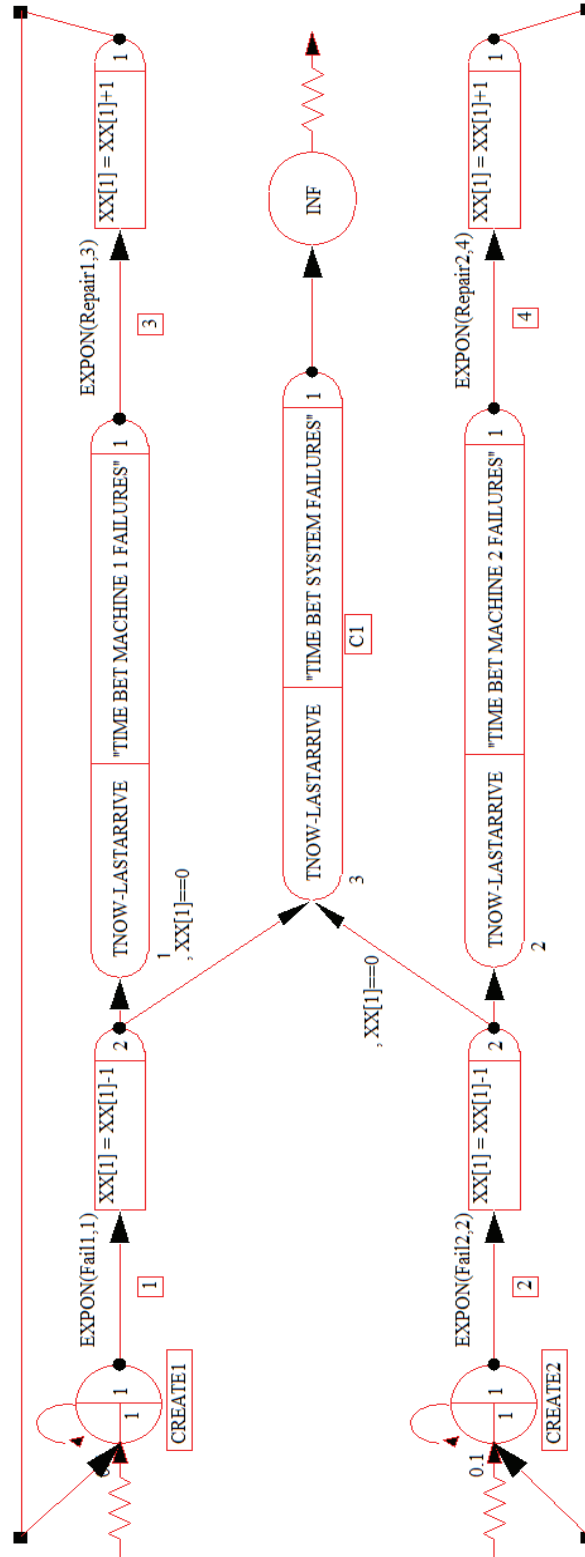 0
1
1
CREATE1
EXPON(Fail1,1)
1
XX[1] = XX[1]-1
2
TNOW-LASTARRIVE
"TIME BET MACHINE 1 FAILURES"
1
1
, XX[1]==0
EXPON(Repair1,3)
3
XX[1] = XX[1]+1
1
TNOW-LASTARRIVE
"TIME BET SYSTEM FAILURES"
1
3
C1
INF
, XX[1]==0
0.1
1
1
CREATE2
EXPON(Fail2,2)
2
XX[1] = XX[1]-1
2
TNOW-LASTARRIVE
"TIME BET MACHINE 2 FAILURES"
1
2
EXPON(Repair2,4)
4
XX[1] = XX[1]+1
1